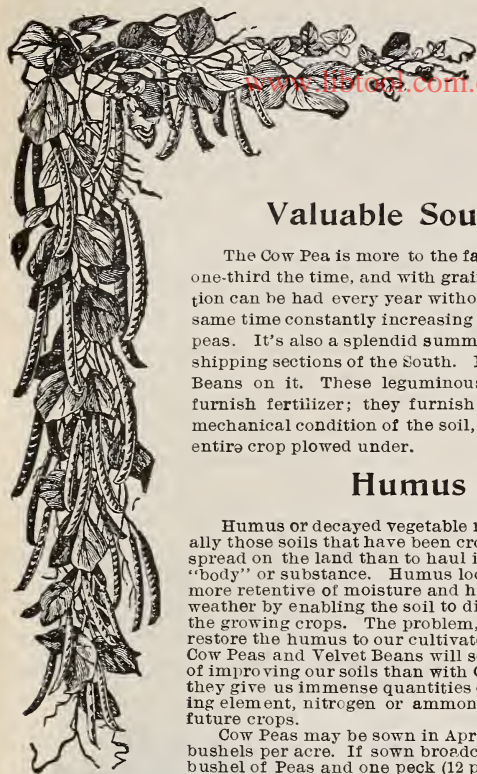 www.libtool.com.c
Valuable Sou
The Cow Pea is more to the fa
one-third the time, and with grai
tion can be had every year witho
same time constantly increasing
peas. It's also a splendid summ
shipping sections of the South. I
Beans on it. These leguminous
furnish fertilizer; they furnish
mechanical condition of the soil,
entire crop plowed under.
Humus
Humus or decayed vegetable r
ally those soils that have been cro
spread on the land than to haul i
"body" or substance. Humus loo
more retentive of moisture and h
weather by enabling the soil to di
the growing crops. The problem,
restore the humus to our cultivate
Cow Peas and Velvet Beans will s
of improving our soils than with C
they give us immense quantities
ing element, nitrogen or ammon
future crops.
Cow Peas may be sown in Apr
bushels per acre. If sown broadc
bushel of Peas and one peck (12 p